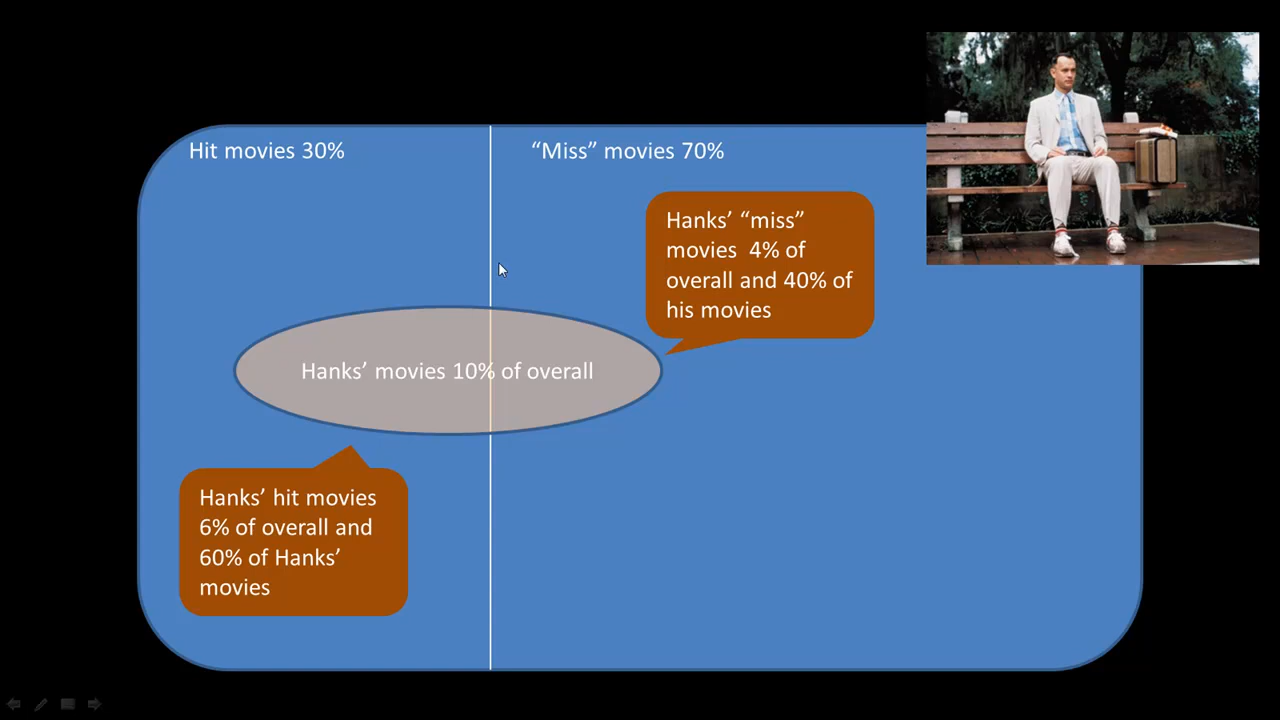 Hit movies 30%
“Miss” movies 70%
Hanks’ “miss”
movies  4% of
overall and 40% of
his movies
Hanks’ movies 10% of overall
Hanks’ hit movies
6% of overall and
60% of Hanks’
movies